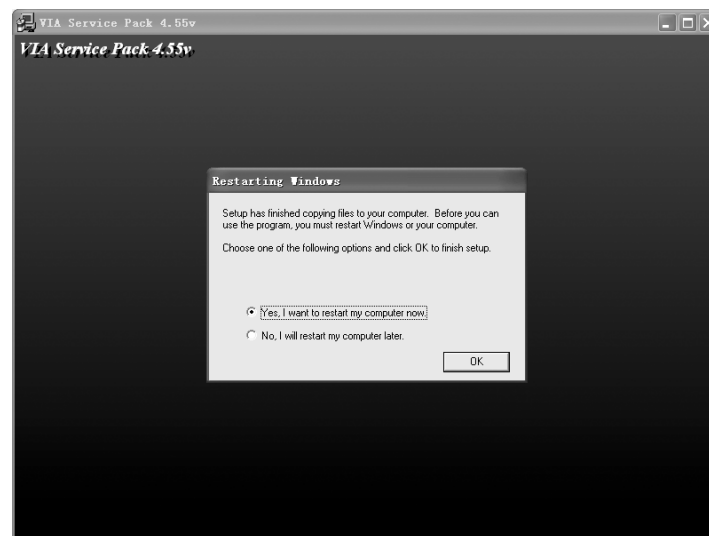 VIA Service Pack 4.55v
VIA Service Pack 4.55v
Restarting Windows
Setup has finished copying files to your computer.  Before you can
use the program, you must restart Windows or your computer.
Choose one of the following options and click OK to finish setup.
Yes, I want to restart my computer now.
No, I will restart my computer later.
OK